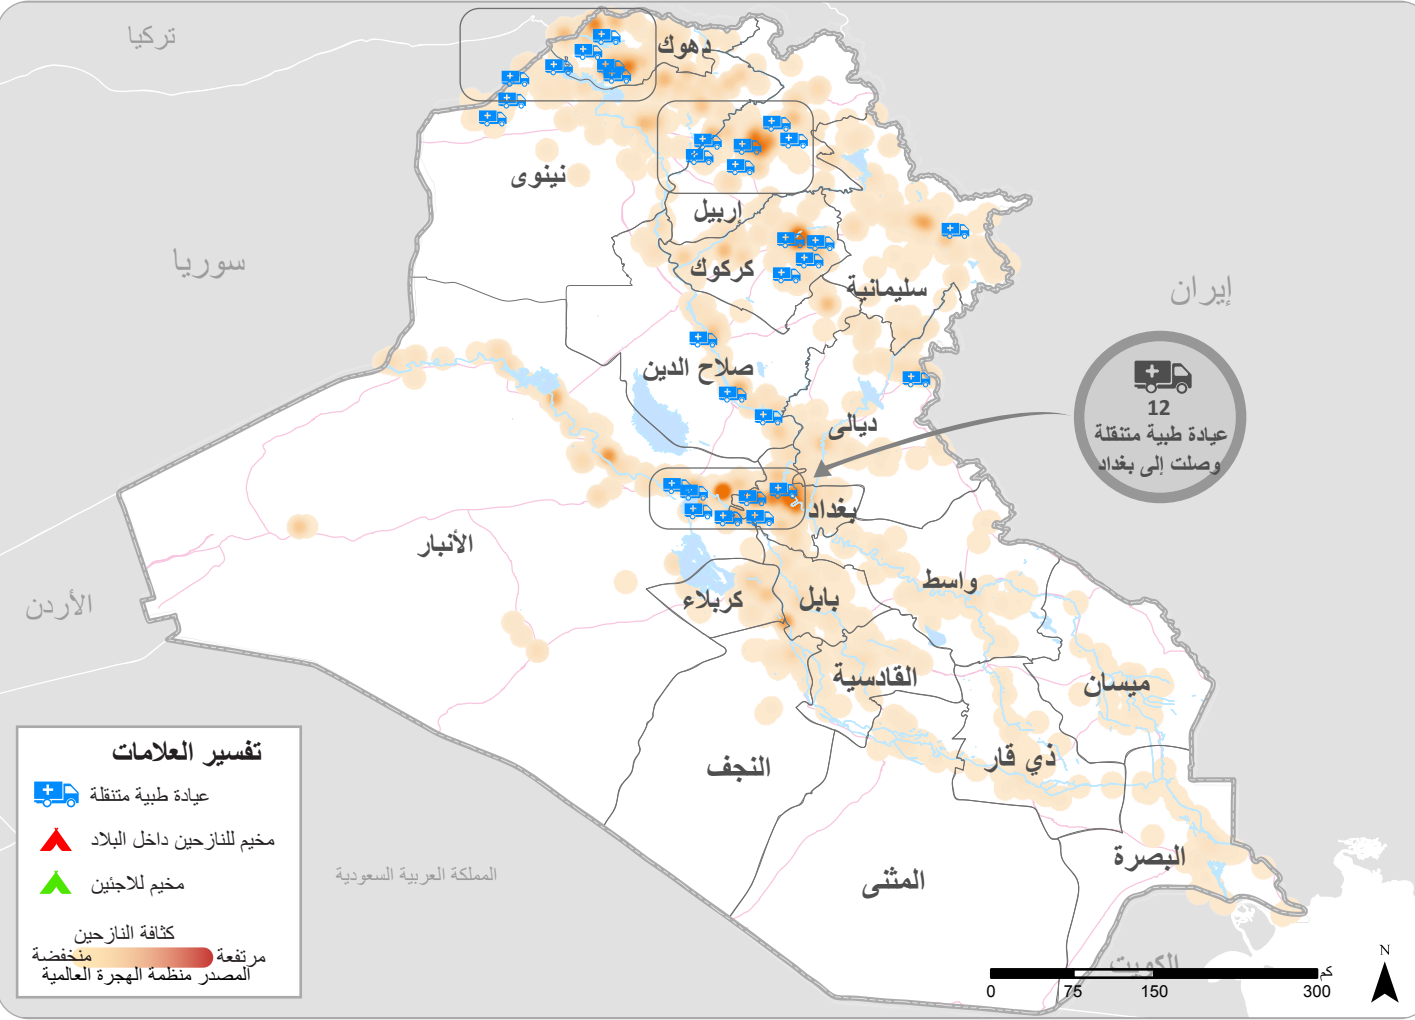 تركيا
دهوك
نينوى
إربيل
سوريا
كركوك
سليمانية
إيران
صلاح الدين
12
عيادة طبية متنقلة
وصلت إلى بغداد
ديالى
بغداد
الأنبار
واسط
الأردن
كربلاء
بابل
القادسية
ميسان
النجف
ذي قار
البصرة
المثنى
المملكة العربية السعودية
الكويت
تفسير العلامات
عيادة طبية متنقلة
مخيم للنازحين داخل البلاد
مخيم للاجئين
كثافة النازحين
مرتفعة
منخفضة
المصدر منظمة الهجرة العالمية
N
كم
0 75 150 300